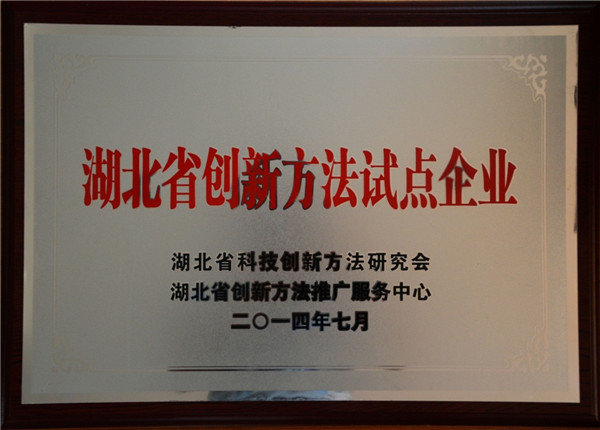 湖北省创新方法试点企业
湖北省科技创新方法研究会
湖北省创新方法推广服务中心
二〇一四年七月